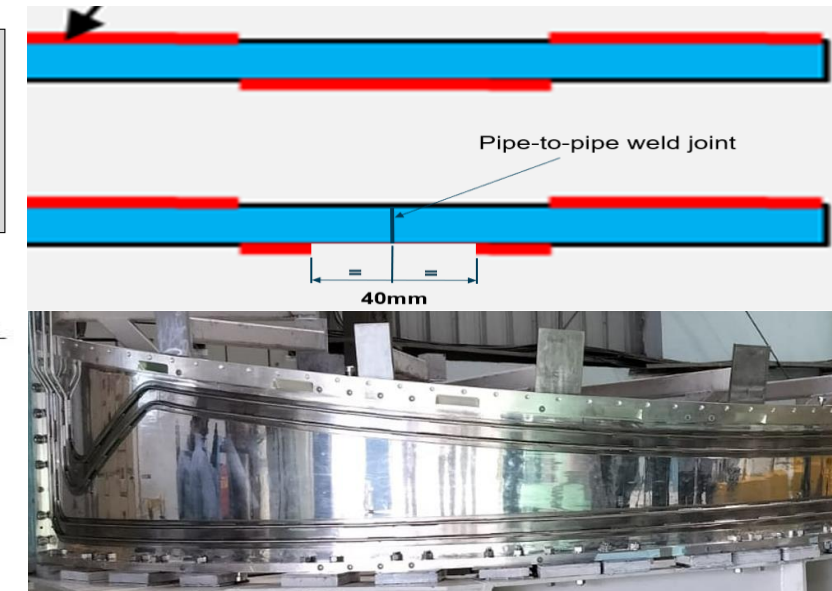 Pipe-to-pipe weld joint
= =
40mm